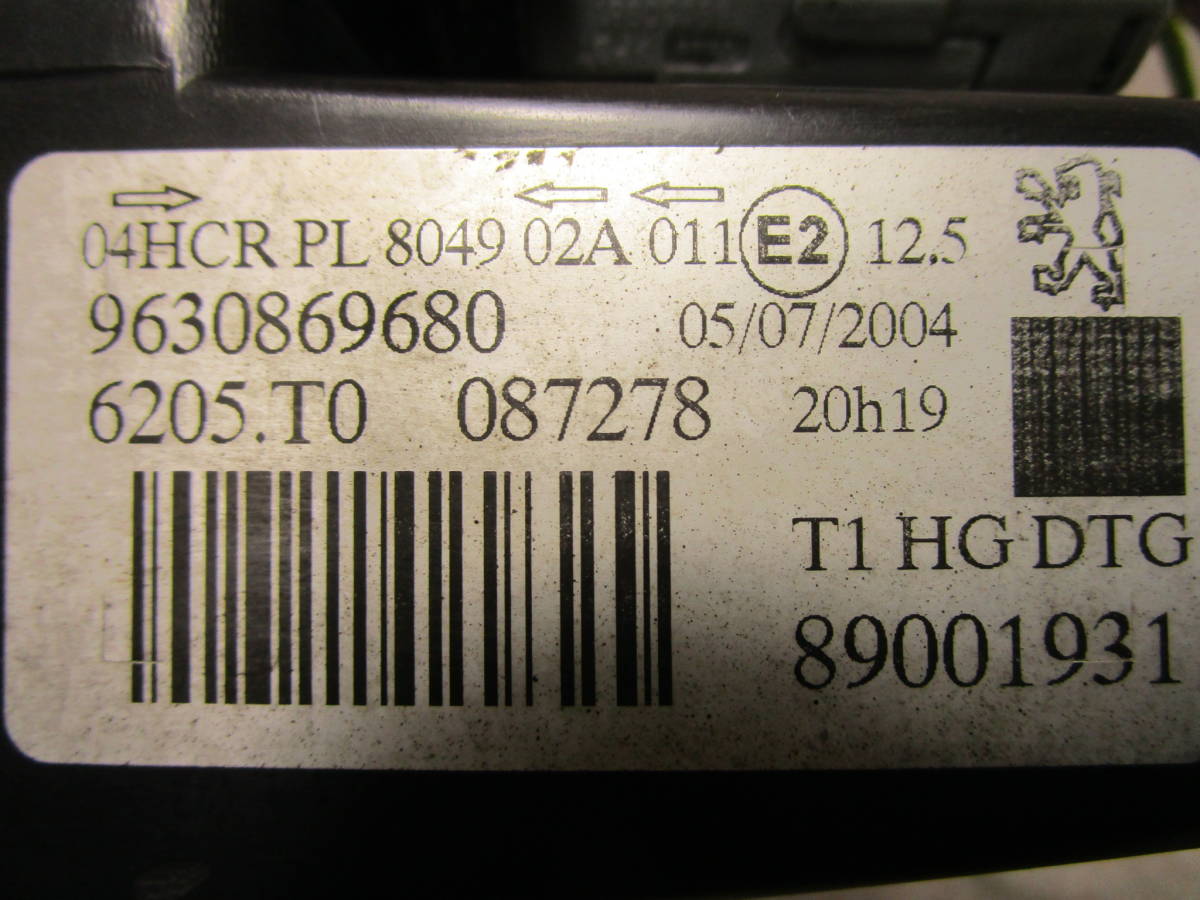 04HCR PL 8049 02A 011 E2 12.5
9630869680 05/07/2004
6205.T0 087278 20h19
T1 HG DTG
89001931